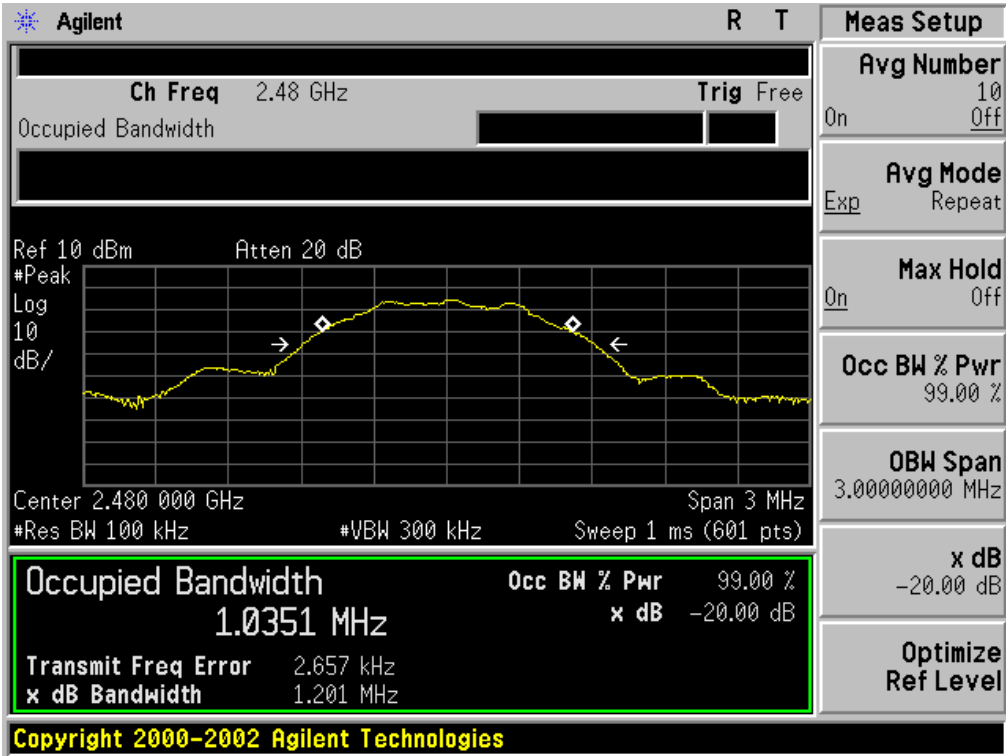 Agilent R T
Ch Freq 2.48 GHz Trig Free
Occupied Bandwidth
Ref 10 dBm Atten 20 dB
#Peak
Log
10
dB/
Center 2.480 000 GHz Span 3 MHz
#Res BW 100 kHz #VBW 300 kHz Sweep 1 ms (601 pts)
Occupied Bandwidth Occ BW % Pwr 99.00 %
1.0351 MHz x dB -20.00 dB
Transmit Freq Error 2.657 kHz
x dB Bandwidth 1.201 MHz
Copyright 2000-2002 Agilent Technologies
Meas Setup
Avg Number
10
On Off
Avg Mode
Exp Repeat
Max Hold
On Off
Occ BW % Pwr
99.00 %
OBW Span
3.00000000 MHz
x dB
-20.00 dB
Optimize
Ref Level